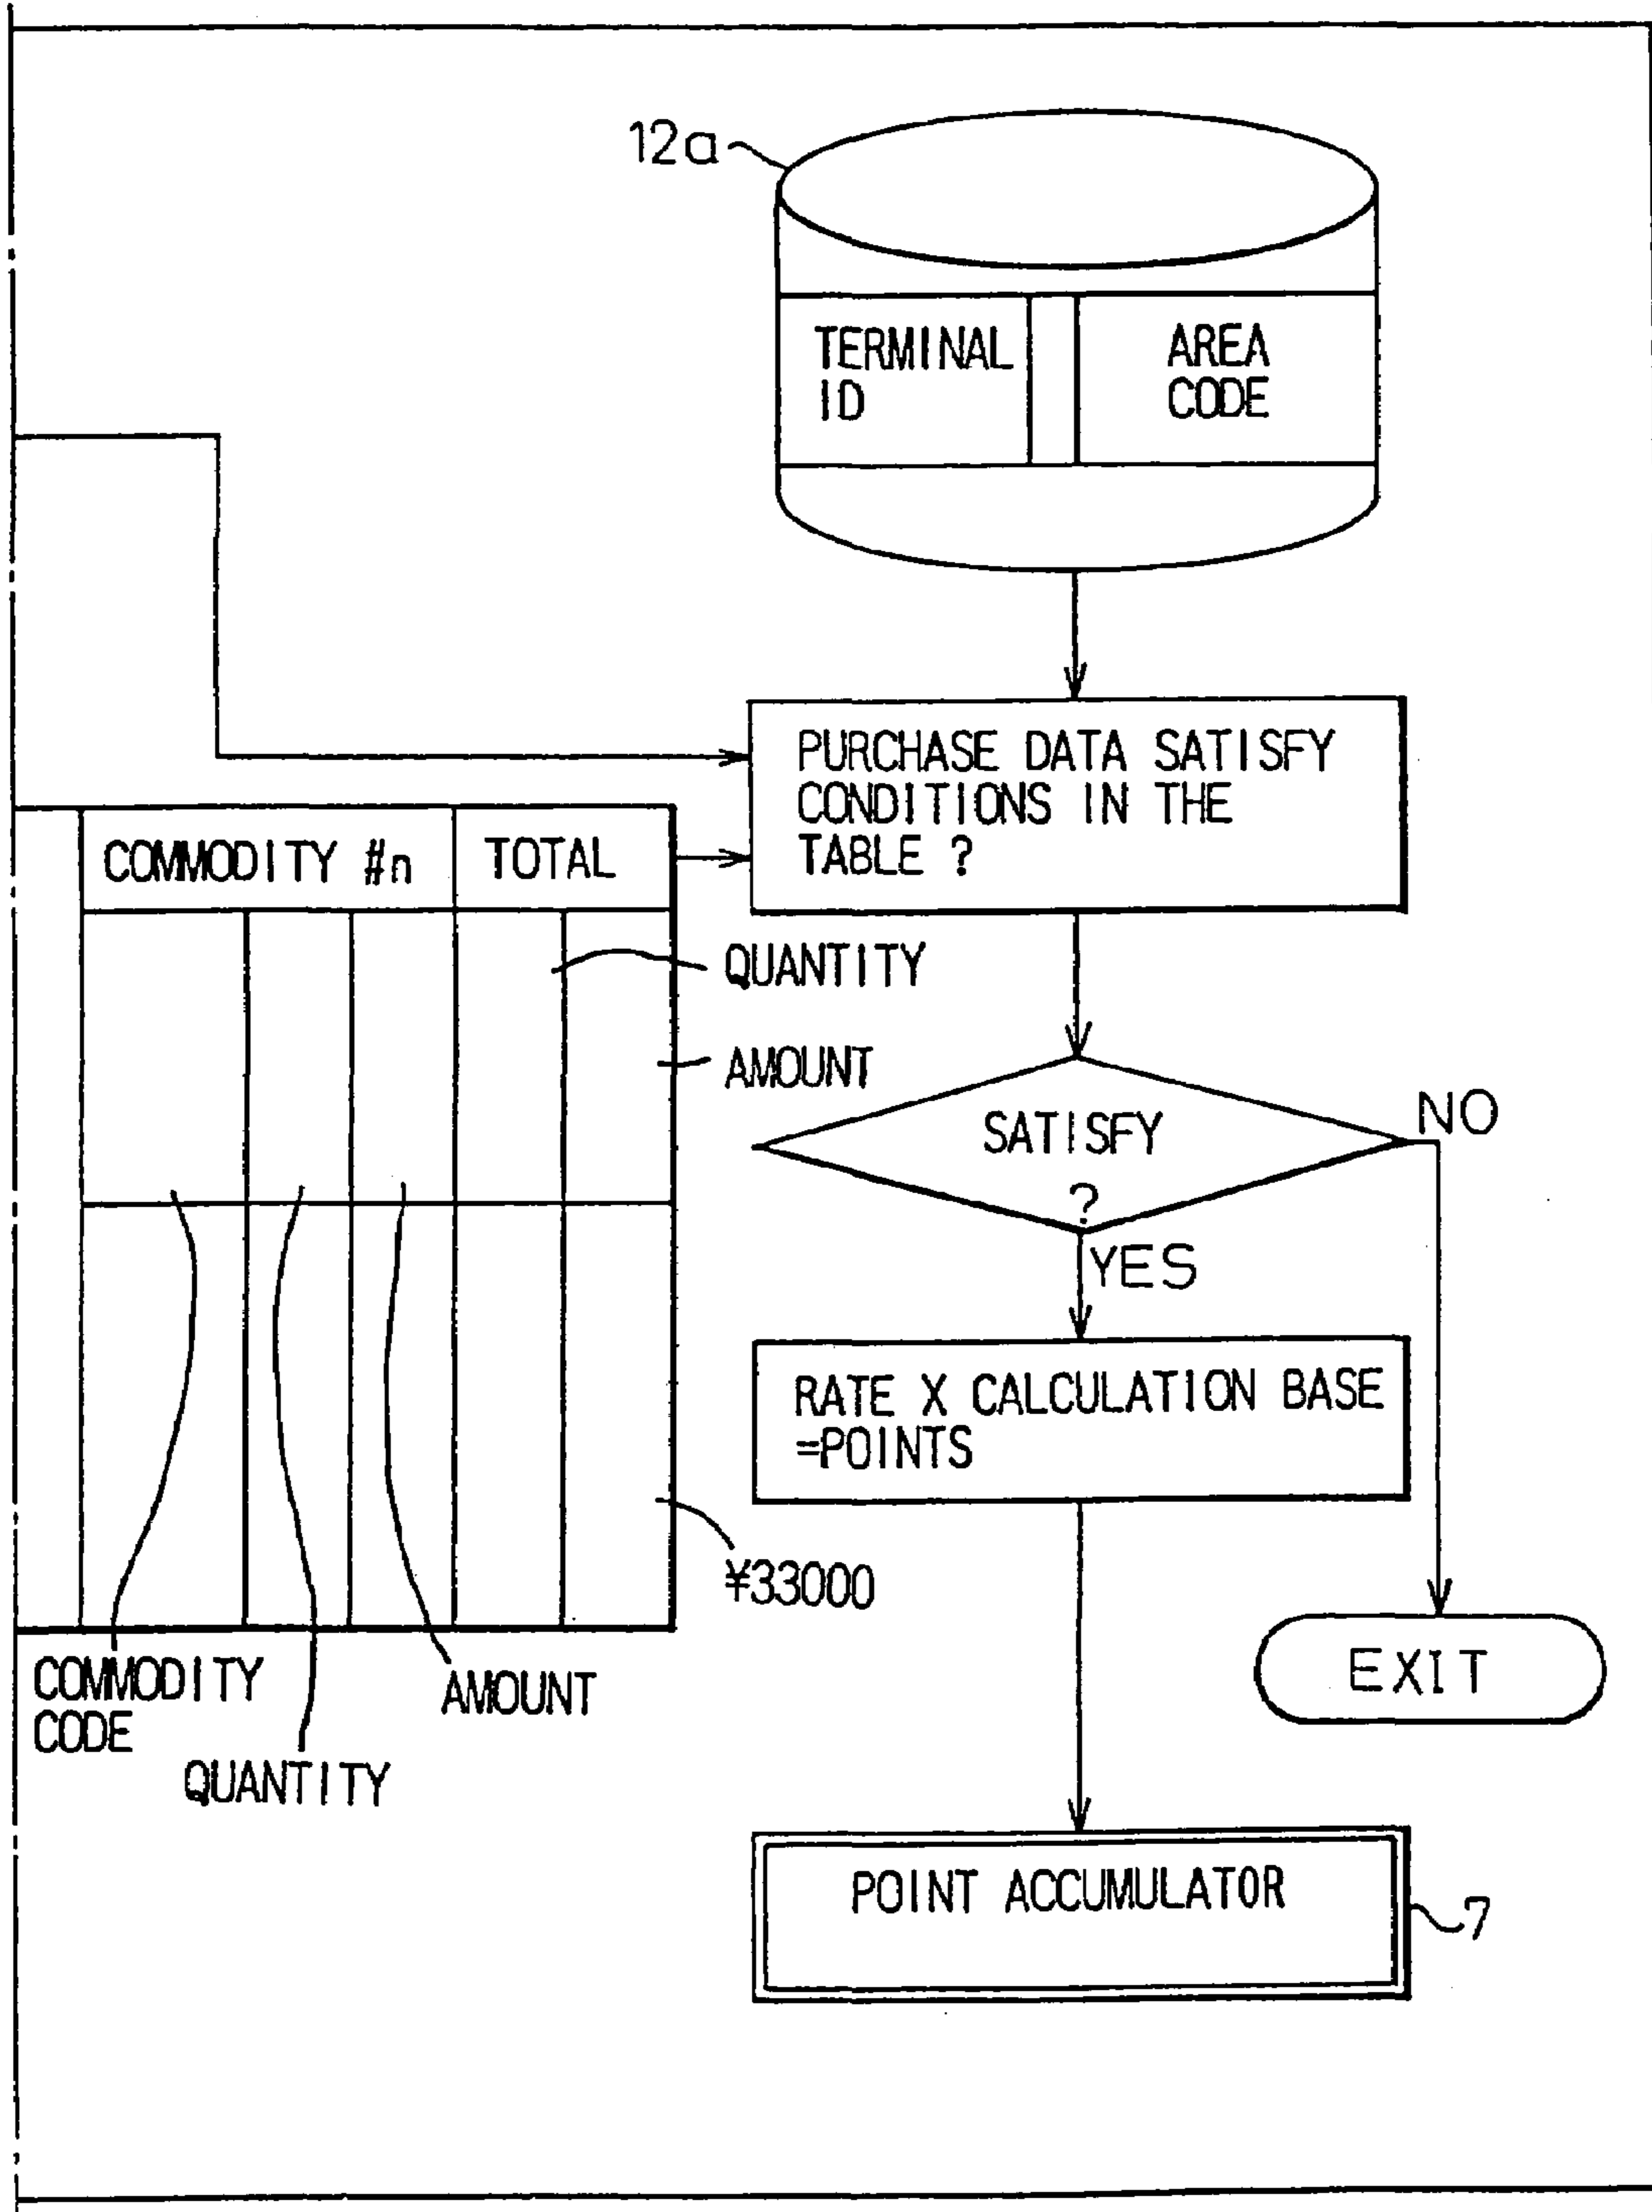 12a
TERMINAL
ID
AREA
CODE
PURCHASE DATA SATISFY
CONDITIONS IN THE
TABLE ?
COMMODITY #n
TOTAL
QUANTITY
AMOUNT
SATISFY
?
NO
YES
RATE X CALCULATION BASE
=POINTS
¥33000
COMMODITY
CODE
QUANTITY
AMOUNT
EXIT
POINT ACCUMULATOR
7